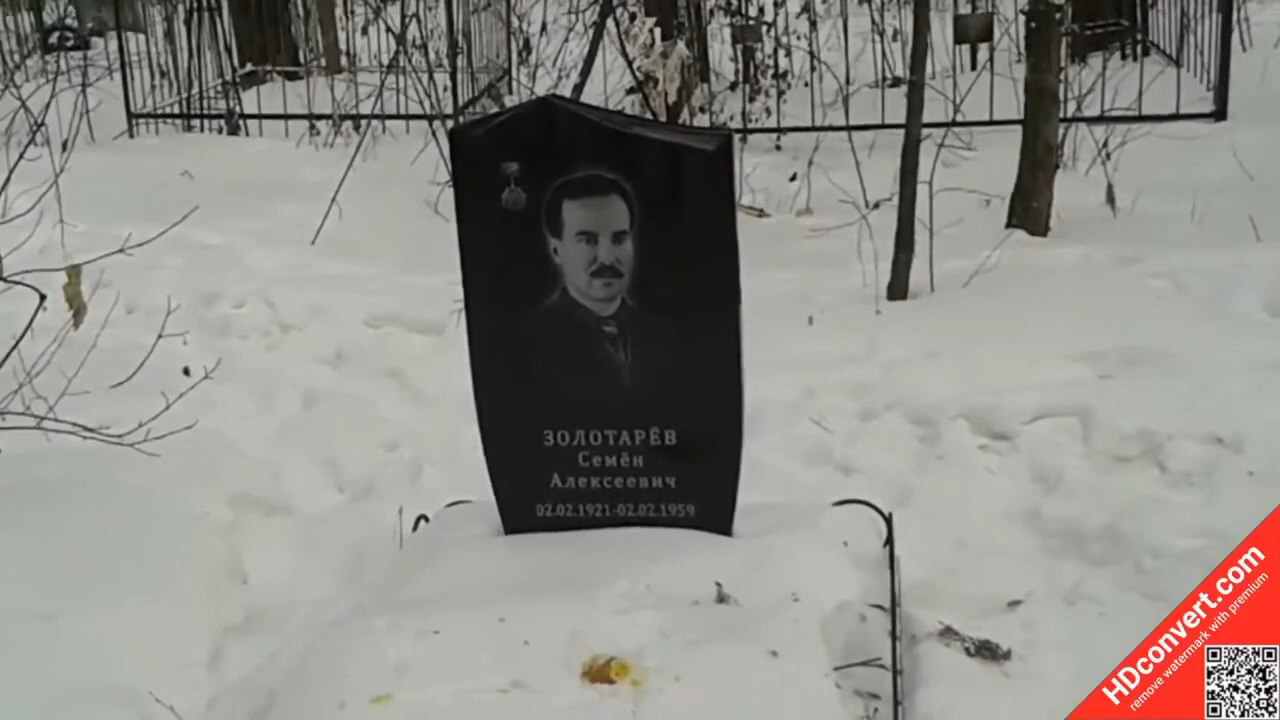 ЗОЛОТАРЁВ
Семён
Алексеевич
02.02.1921-02.02.1959
HDconvert.com
remove watermark with premium